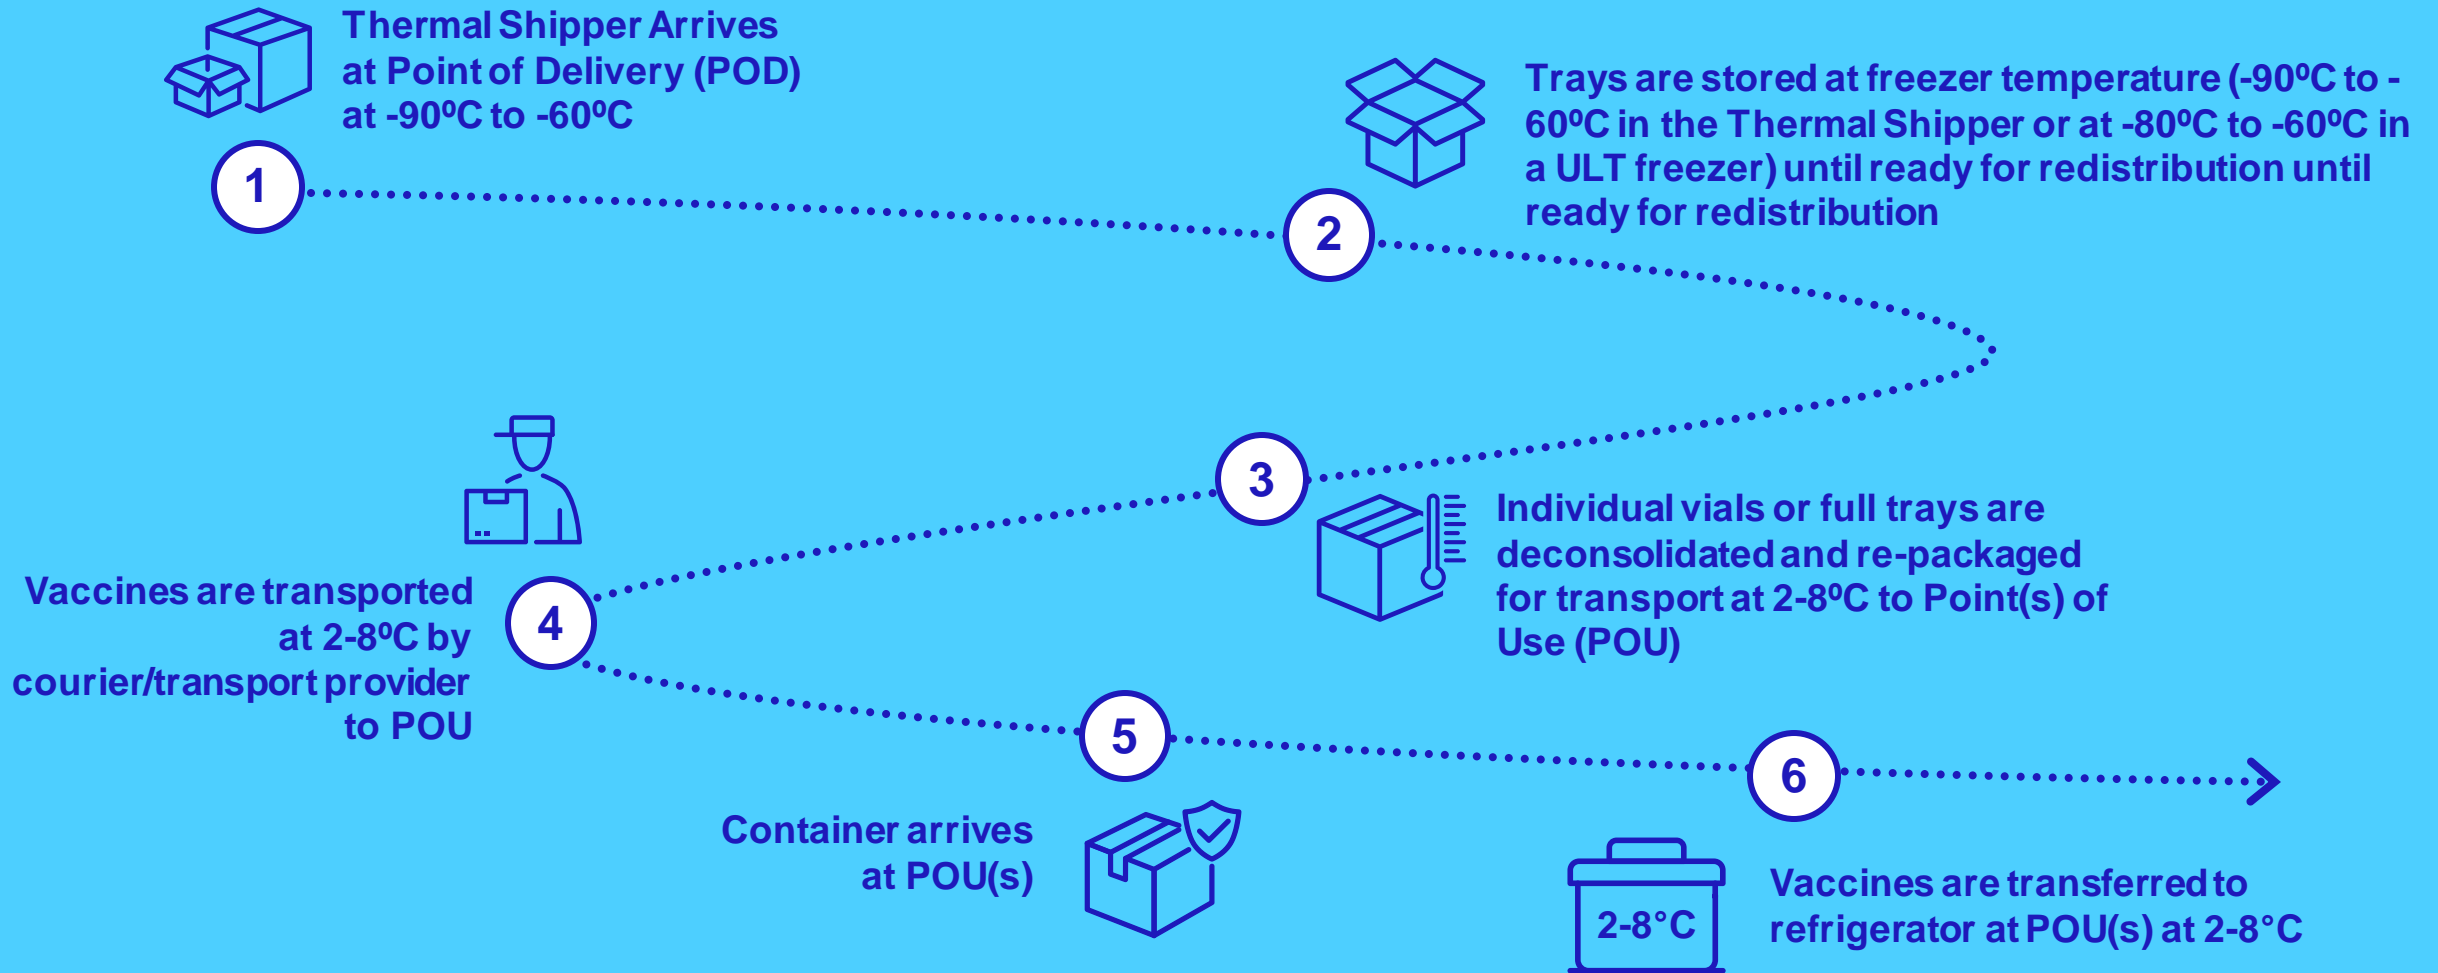 Thermal Shipper Arrives
at Point of Delivery (POD)
at -90ºC to -60ºC
1
Trays are stored at freezer temperature (-90ºC to -
60ºC in the Thermal Shipper or at -80ºC to -60ºC in
a ULT freezer) until ready for redistribution until
ready for redistribution
2
3
Individual vials or full trays are
deconsolidated and re-packaged
for transport at 2-8ºC to Point(s) of
Use (POU)
Vaccines are transported
at 2-8ºC by
courier/transport provider
to POU
4
5
Container arrives
at POU(s)
6
2-8°C
Vaccines are transferred to
refrigerator at POU(s) at 2-8°C